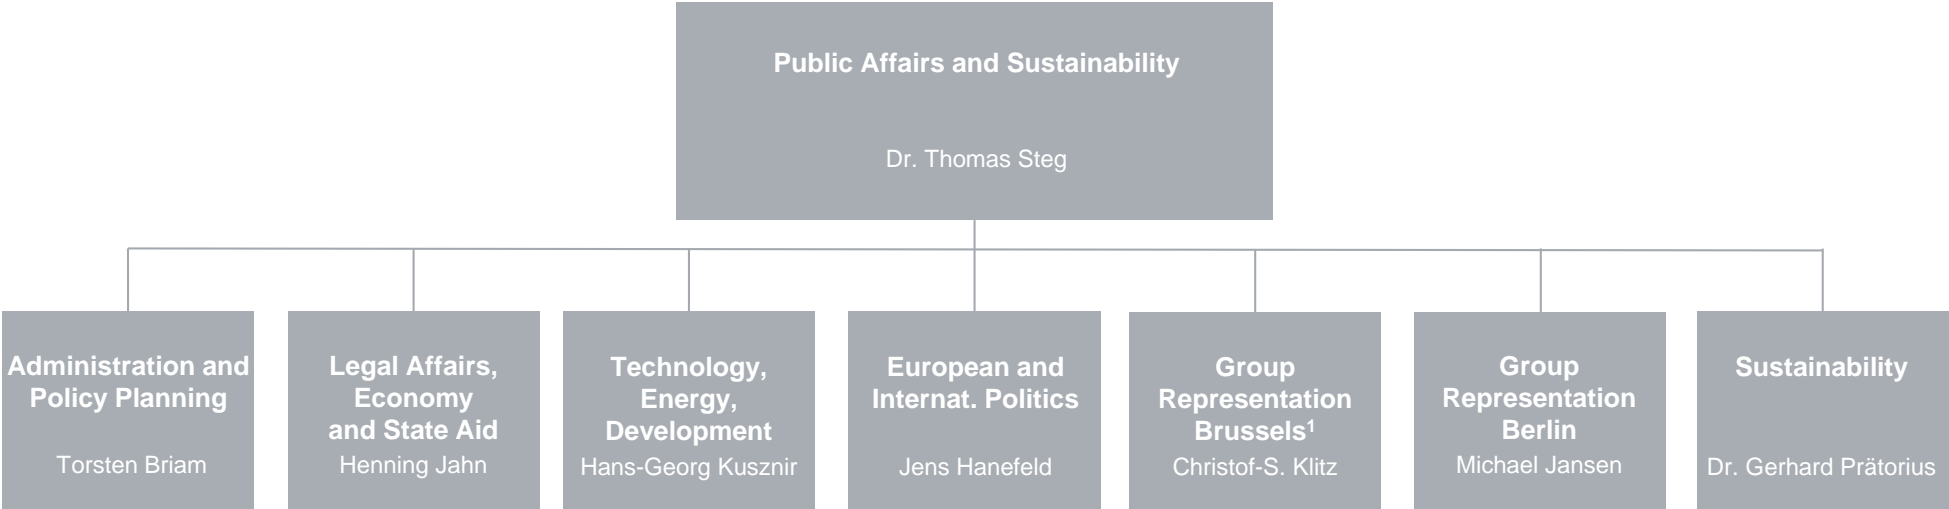 Public Affairs and Sustainability
Dr. Thomas Steg
Administration and
Policy Planning
Torsten Briam
Legal Affairs,
Economy
and State Aid
Henning Jahn
Technology,
Energy,
Development
Hans-Georg Kusznir
European and
Internat. Politics
Jens Hanefeld
Group
Representation
Brussels¹
Christof-S. Klitz
Group
Representation
Berlin
Michael Jansen
Sustainability
Dr. Gerhard Prätorius